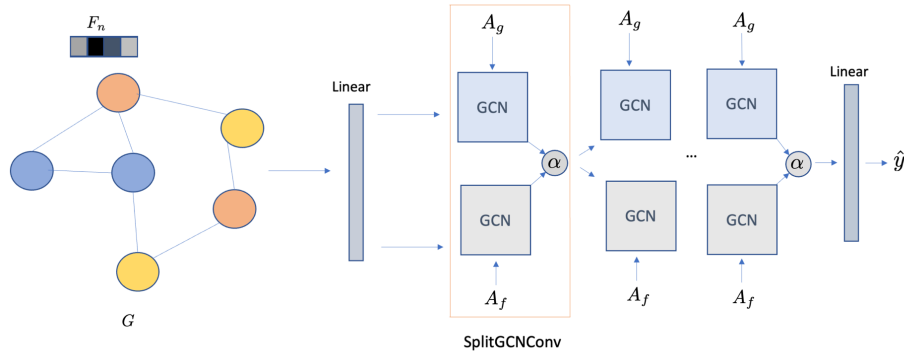 F_n
A_g
A_g
A_g
Linear
Linear
GCN
GCN
GCN
α
...
α
ŷ
GCN
GCN
GCN
A_f
A_f
A_f
G
SplitGCNConv